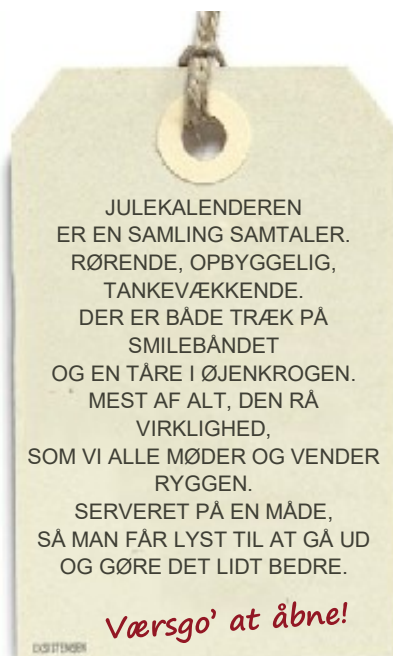 JULEKALENDEREN
ER EN SAMLING SAMTALER.
RØRENDE, OPBYGGELIG,
TANKEVÆKKENDE.
DER ER BÅDE TRÆK PÅ
SMILEBÅNDET
OG EN TÅRE I ØJENKROGEN.
MEST AF ALT, DEN RÅ
VIRKLIGHED,
SOM VI ALLE MØDER OG VENDER
RYGGEN.
SERVERET PÅ EN MÅDE,
SÅ MAN FÅR LYST TIL AT GÅ UD
OG GØRE DET LIDT BEDRE.
Værsgo’ at åbne!